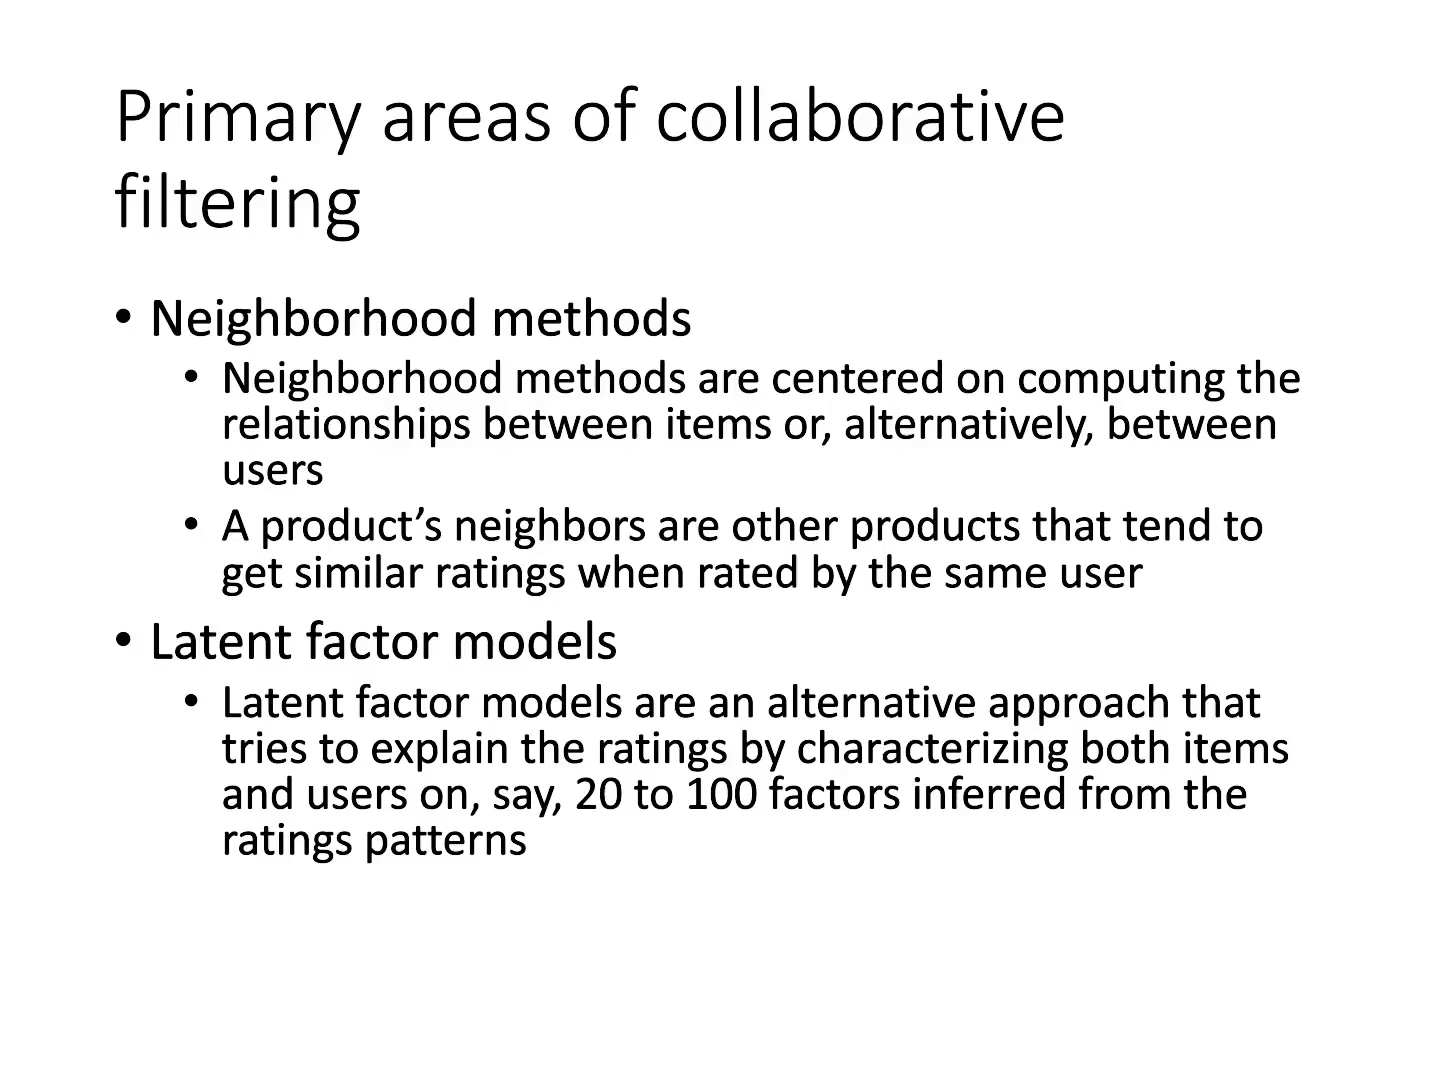 Primary areas of collaborative
filtering
• Neighborhood methods
• Neighborhood methods are centered on computing the
relationships between items or, alternatively, between
users
• A product’s neighbors are other products that tend to
get similar ratings when rated by the same user
• Latent factor models
• Latent factor models are an alternative approach that
tries to explain the ratings by characterizing both items
and users on, say, 20 to 100 factors inferred from the
ratings patterns